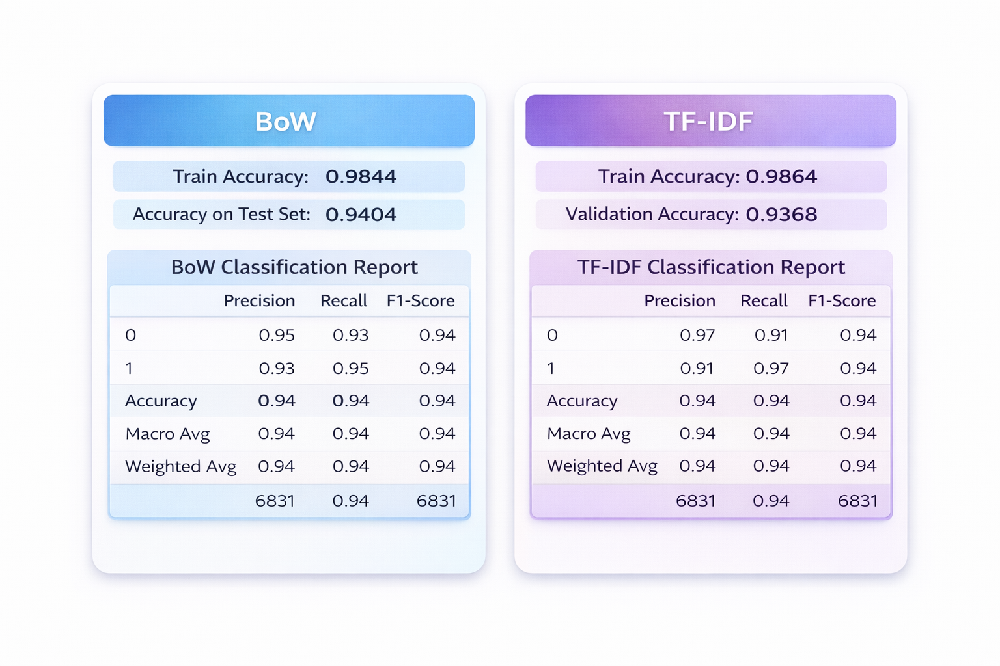 BoW
Train Accuracy: 0.9844
Accuracy on Test Set: 0.9404
BoW Classification Report
Precision Recall F1-Score
0 0.95 0.93 0.94
1 0.93 0.95 0.94
Accuracy 0.94 0.94 0.94
Macro Avg 0.94 0.94 0.94
Weighted Avg 0.94 0.94 0.94
6831 0.94 6831
TF-IDF
Train Accuracy: 0.9864
Validation Accuracy: 0.9368
TF-IDF Classification Report
Precision Recall F1-Score
0 0.97 0.91 0.94
1 0.91 0.97 0.94
Accuracy 0.94 0.94 0.94
Macro Avg 0.94 0.94 0.94
Weighted Avg 0.94 0.94 0.94
6831 0.94 6831